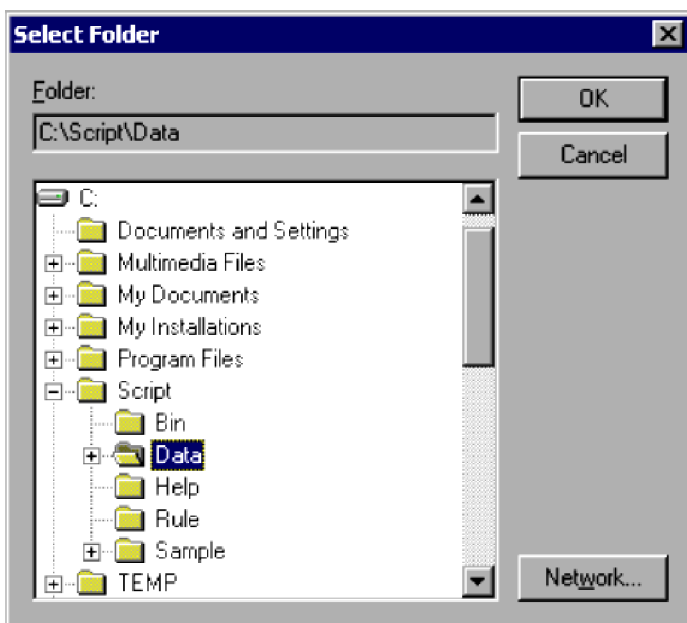 Select Folder
Folder:
C:\Script\Data
OK
Cancel
C:
Documents and Settings
Multimedia Files
My Documents
My Installations
Program Files
Script
Bin
Data
Help
Rule
Sample
TEMP
Network...